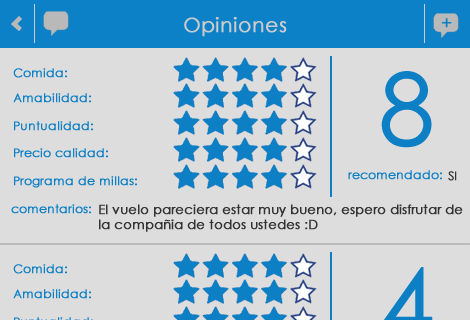 Opiniones
Comida:
Amabilidad:
Puntualidad:
Precio calidad:
Programa de millas:
8
recomendado: SI
comentarios: El vuelo pareciera estar muy bueno, espero disfrutar de
la compañia de todos ustedes :D
Comida:
Amabilidad:
Puntualidad:
4